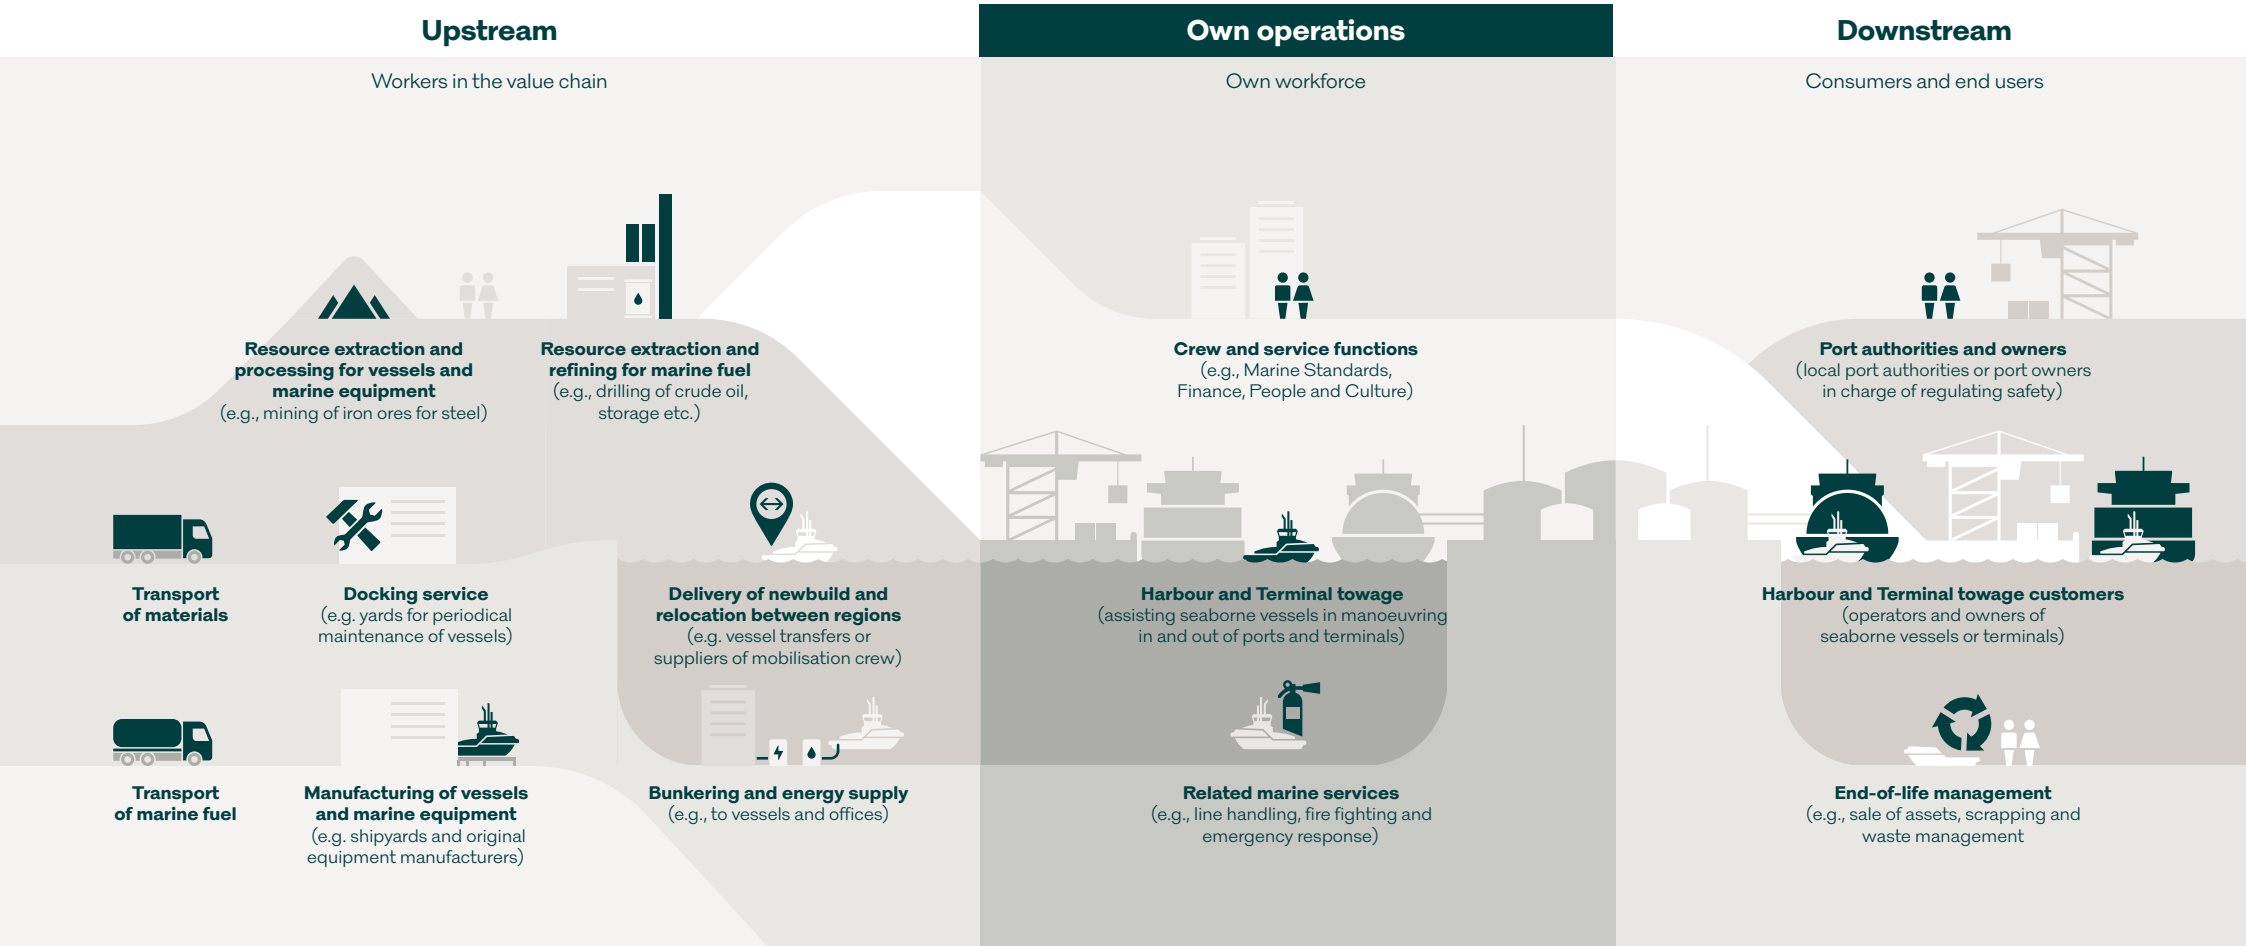 Upstream
Workers in the value chain
Resource extraction and
processing for vessels and
marine equipment
(e.g., mining of iron ores for steel)
Resource extraction and
refining for marine fuel
(e.g., drilling of crude oil,
storage etc.)
Transport
of materials
Docking service
(e.g. yards for periodical
maintenance of vessels)
Delivery of newbuild and
relocation between regions
(e.g. vessel transfers or
suppliers of mobilisation crew)
Transport
of marine fuel
Manufacturing of vessels
and marine equipment
(e.g. shipyards and original
equipment manufacturers)
Bunkering and energy supply
(e.g., to vessels and offices)
Own operations
Own workforce
Crew and service functions
(e.g., Marine Standards,
Finance, People and Culture)
Harbour and Terminal towage
(assisting seaborne vessels in manoeuvring
in and out of ports and terminals)
Related marine services
(e.g., line handling, fire fighting and
emergency response)
Downstream
Consumers and end users
Port authorities and owners
(local port authorities or port owners
in charge of regulating safety)
Harbour and Terminal towage customers
(operators and owners of
seaborne vessels or terminals)
End-of-life management
(e.g., sale of assets, scrapping and
waste management